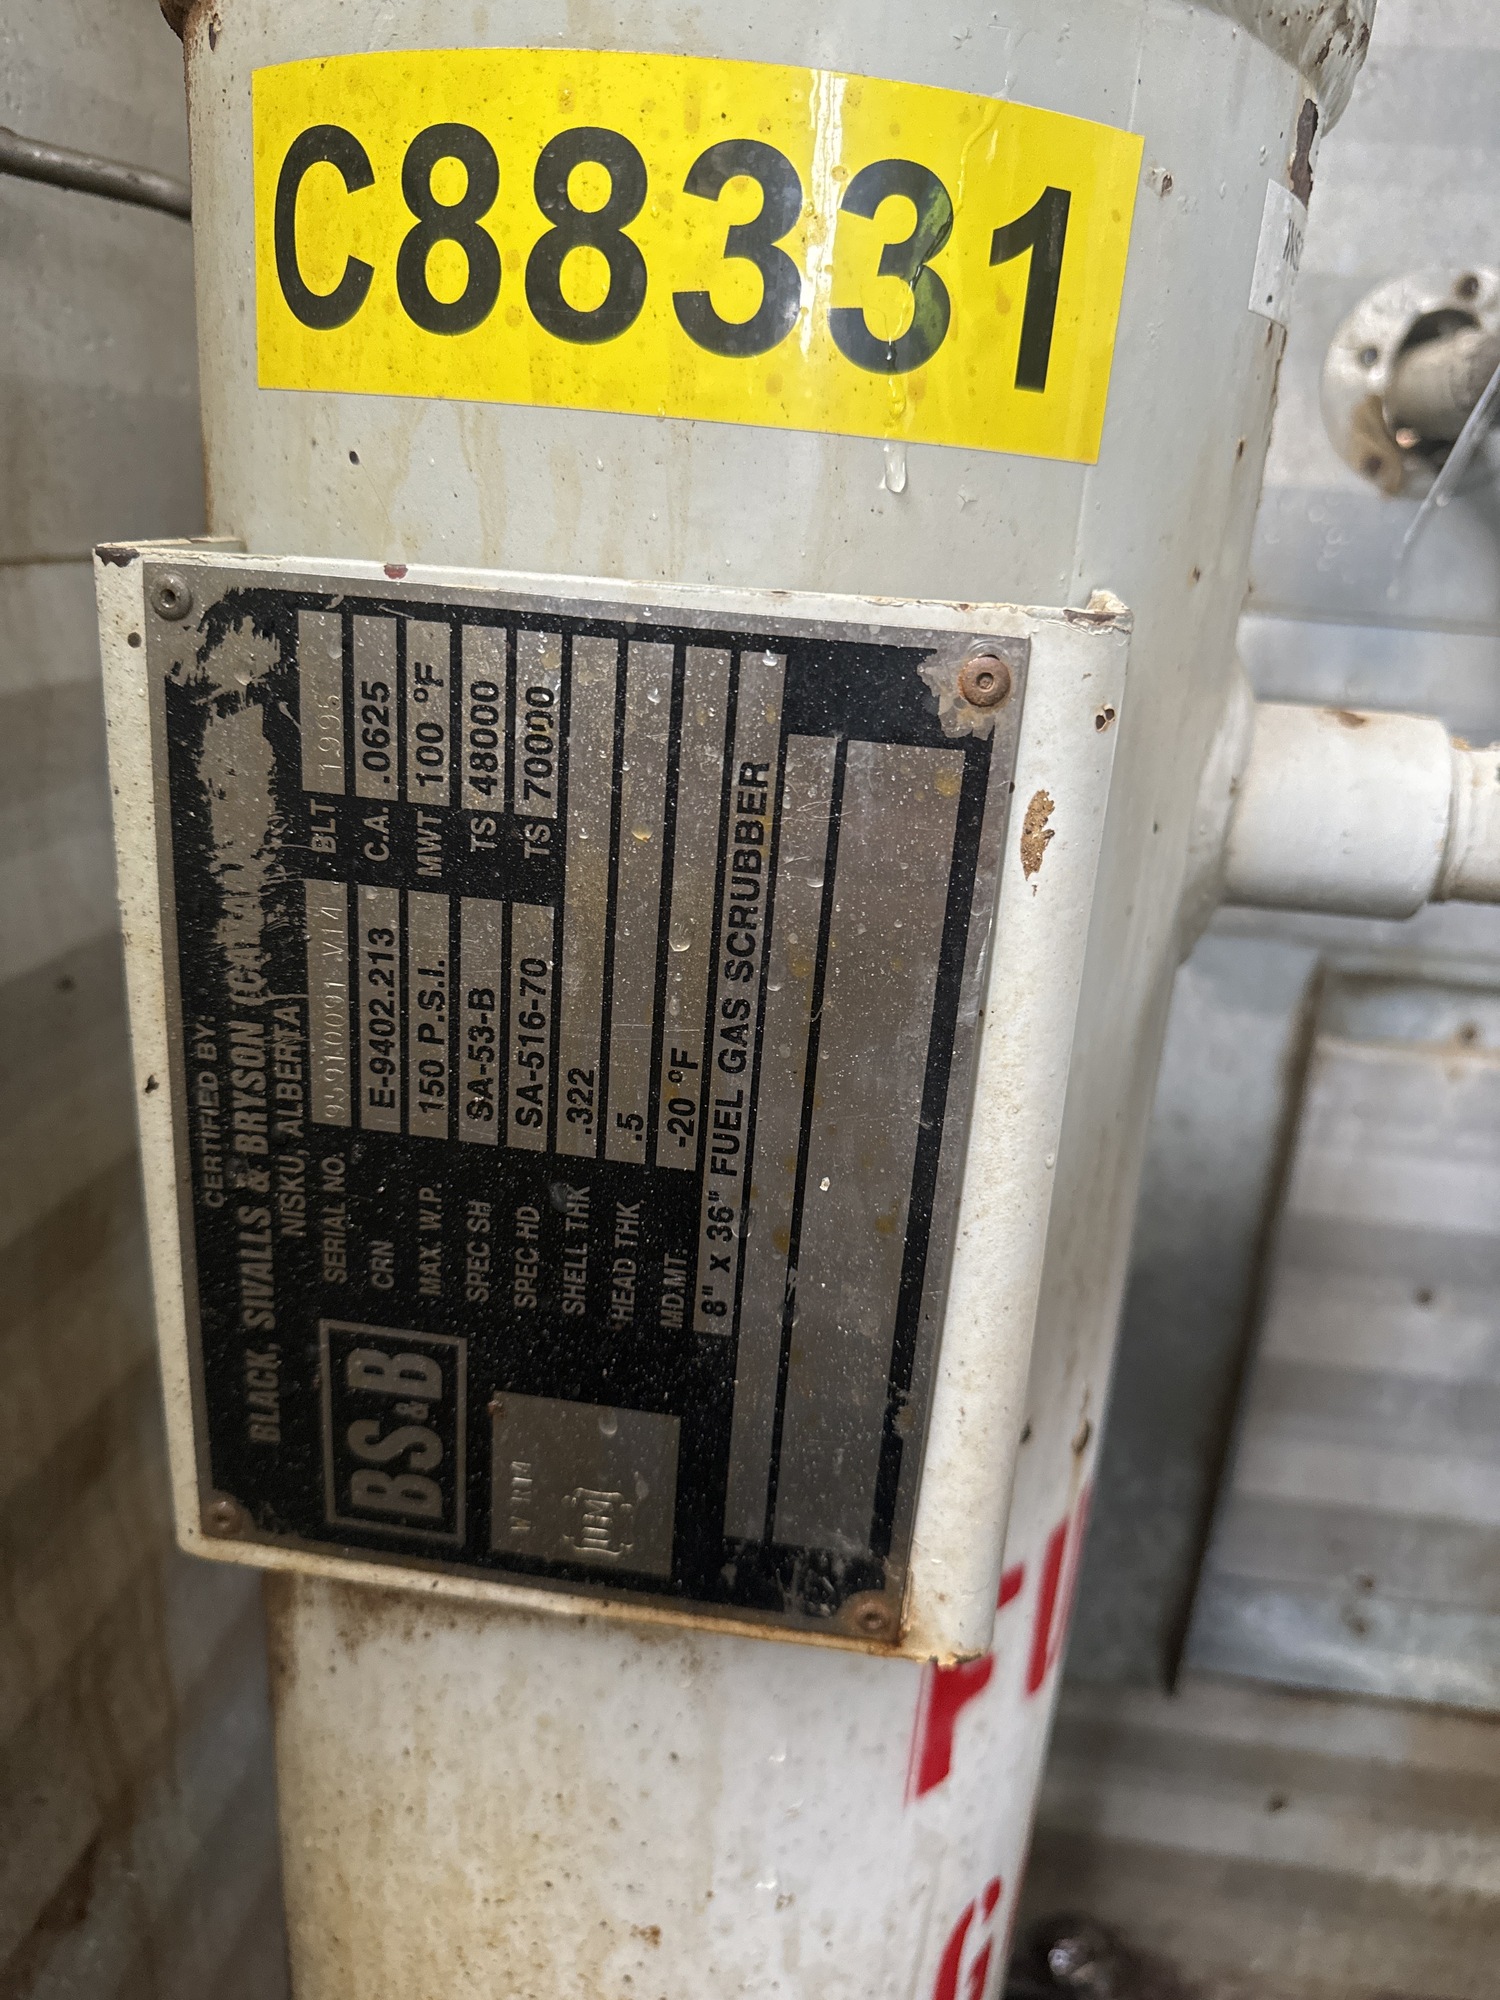 C88331
CERTIFIED BY:
BLACK, SIVALLS & BRYSON
NISKU, ALBERTA
SERIAL NO. BLT
CRN E-9402.213 C.A. .0625
MAX. W.P. 150 P.S.I. MWT 100 °F
SPEC SH SA-53-B TS 48000
SPEC HD SA-516-70 TS 70000
SHELL THK .322
HEAD THK .5
MD.MT. -20 °F
8" X 36" FUEL GAS SCRUBBER
BS&B